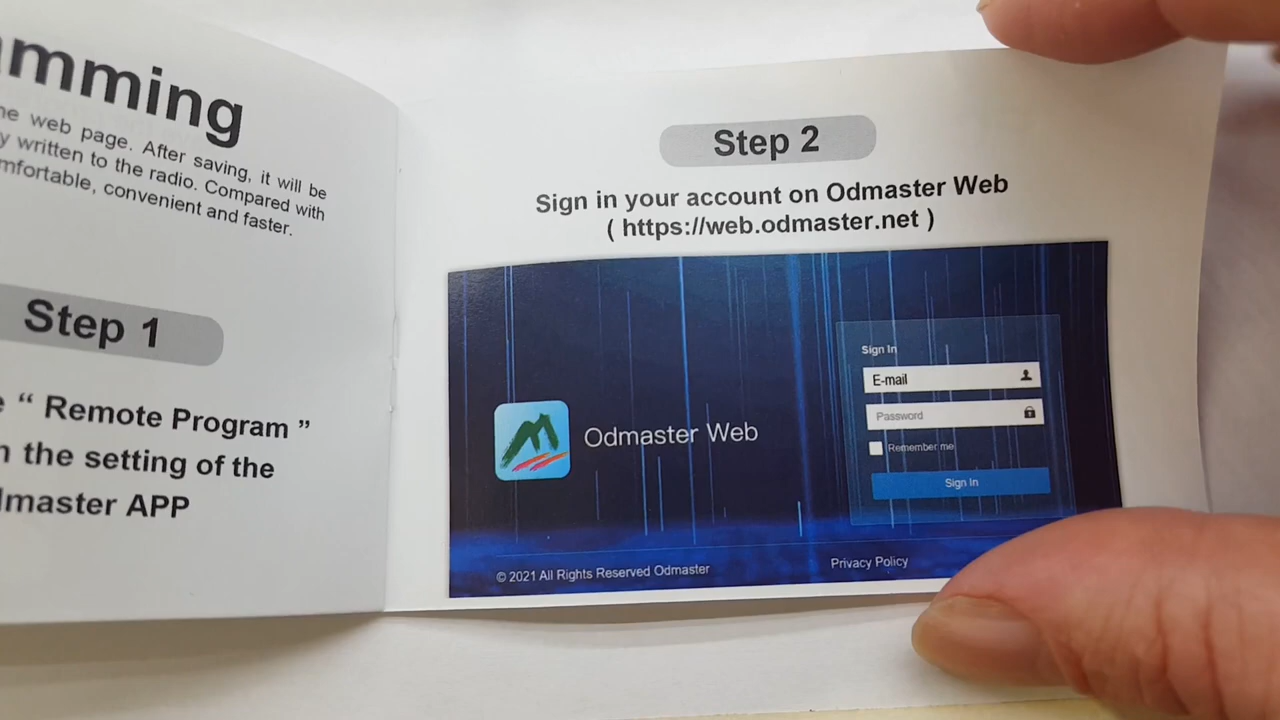 amming
he web page. After saving, it will be
y written to the radio. Compared with
mfortable, convenient and faster.
Step 1
e “ Remote Program ”
n the setting of the
dmaster APP
Step 2
Sign in your account on Odmaster Web
( https://web.odmaster.net )
Sign In
E-mail
Password
Remember me
Sign In
Odmaster Web
© 2021 All Rights Reserved Odmaster
Privacy Policy